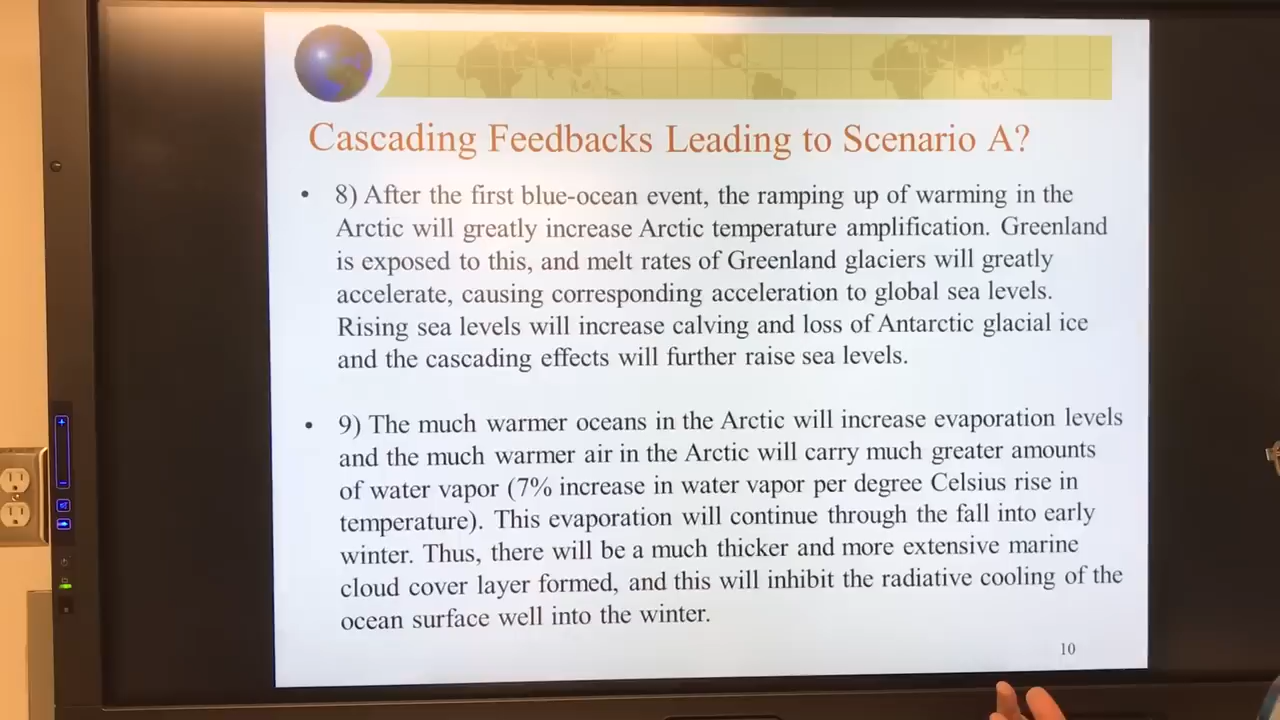 Cascading Feedbacks Leading to Scenario A?
• 8) After the first blue-ocean event, the ramping up of warming in the
Arctic will greatly increase Arctic temperature amplification. Greenland
is exposed to this, and melt rates of Greenland glaciers will greatly
accelerate, causing corresponding acceleration to global sea levels.
Rising sea levels will increase calving and loss of Antarctic glacial ice
and the cascading effects will further raise sea levels.
• 9) The much warmer oceans in the Arctic will increase evaporation levels
and the much warmer air in the Arctic will carry much greater amounts
of water vapor (7% increase in water vapor per degree Celsius rise in
temperature). This evaporation will continue through the fall into early
winter. Thus, there will be a much thicker and more extensive marine
cloud cover layer formed, and this will inhibit the radiative cooling of the
ocean surface well into the winter.
10